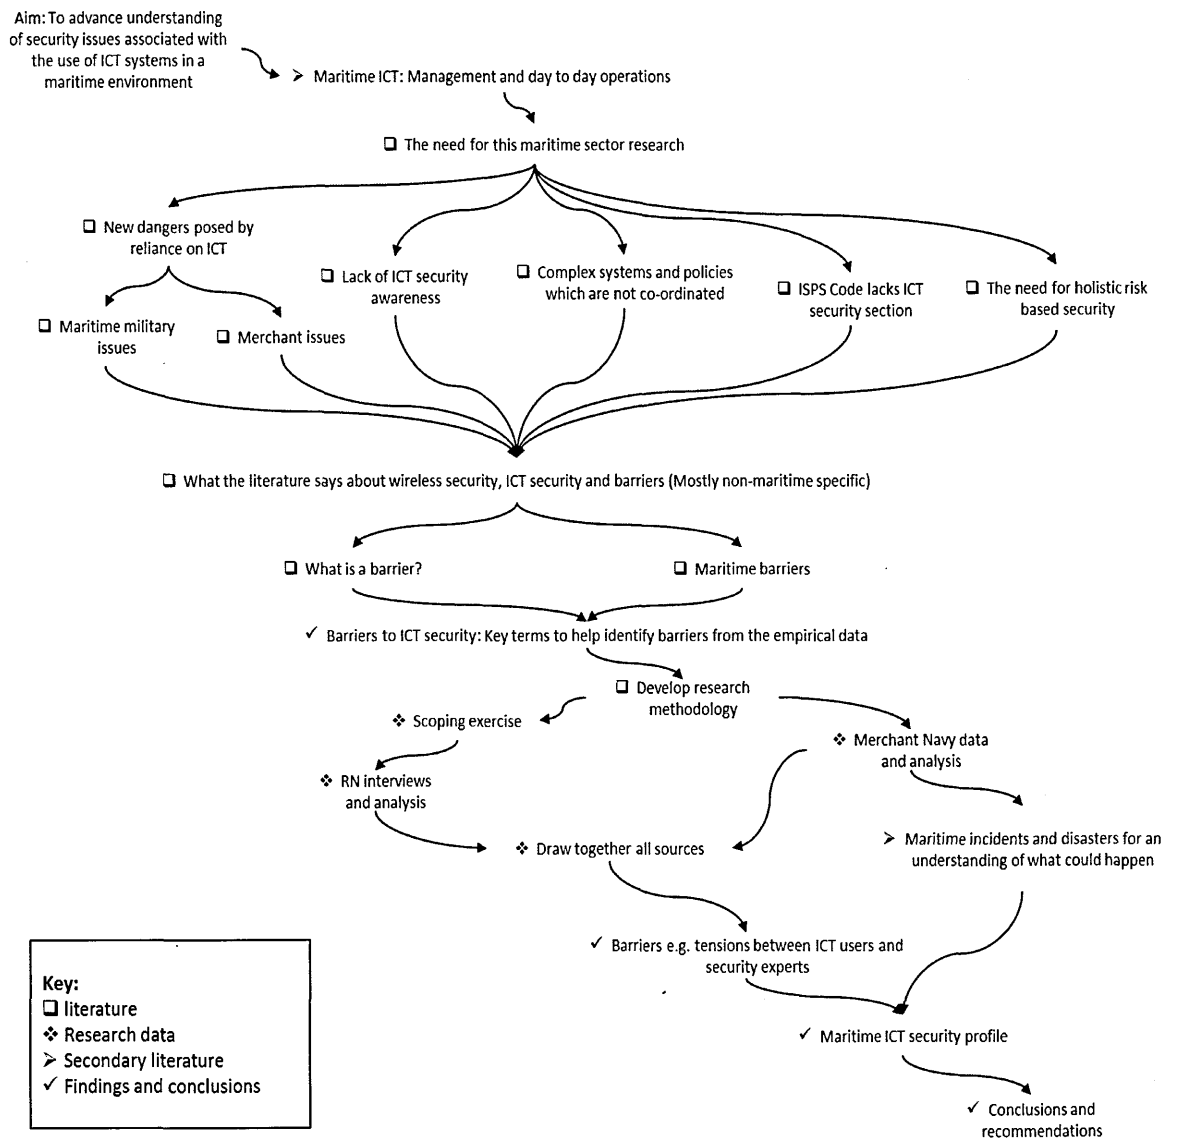 Aim: To advance understanding
of security issues associated with
the use of ICT systems in a
maritime environment
Maritime ICT: Management and day to day operations
The need for this maritime sector research
New dangers posed by
reliance on ICT
Lack of ICT security
awareness
Complex systems and policies
which are not co-ordinated
ISPS Code lacks ICT
security section
The need for holistic risk
based security
Maritime military
issues
Merchant issues
What the literature says about wireless security, ICT security and barriers (Mostly non-maritime specific)
What is a barrier?
Maritime barriers
Barriers to ICT security: Key terms to help identify barriers from the empirical data
Develop research
methodology
Scoping exercise
Merchant Navy data
and analysis
RN interviews
and analysis
Draw together all sources
Maritime incidents and disasters for an
understanding of what could happen
Barriers e.g. tensions between ICT users and
security experts
Maritime ICT security profile
Conclusions and
recommendations
Key:
literature
Research data
Secondary literature
Findings and conclusions